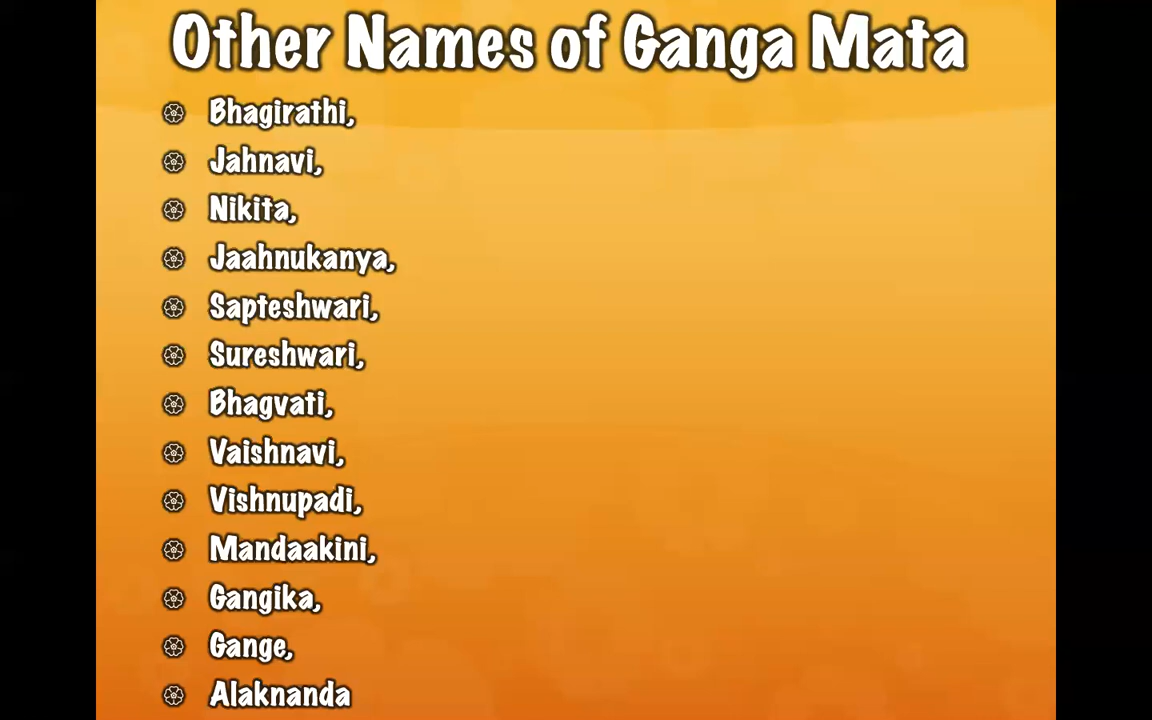 Other Names of Ganga Mata
Bhagirathi,
Jahnavi,
Nikita,
Jaahnukanya,
Sapteshwari,
Sureshwari,
Bhagvati,
Vaishnavi,
Vishnupadi,
Mandaakini,
Gangika,
Gange,
Alaknanda